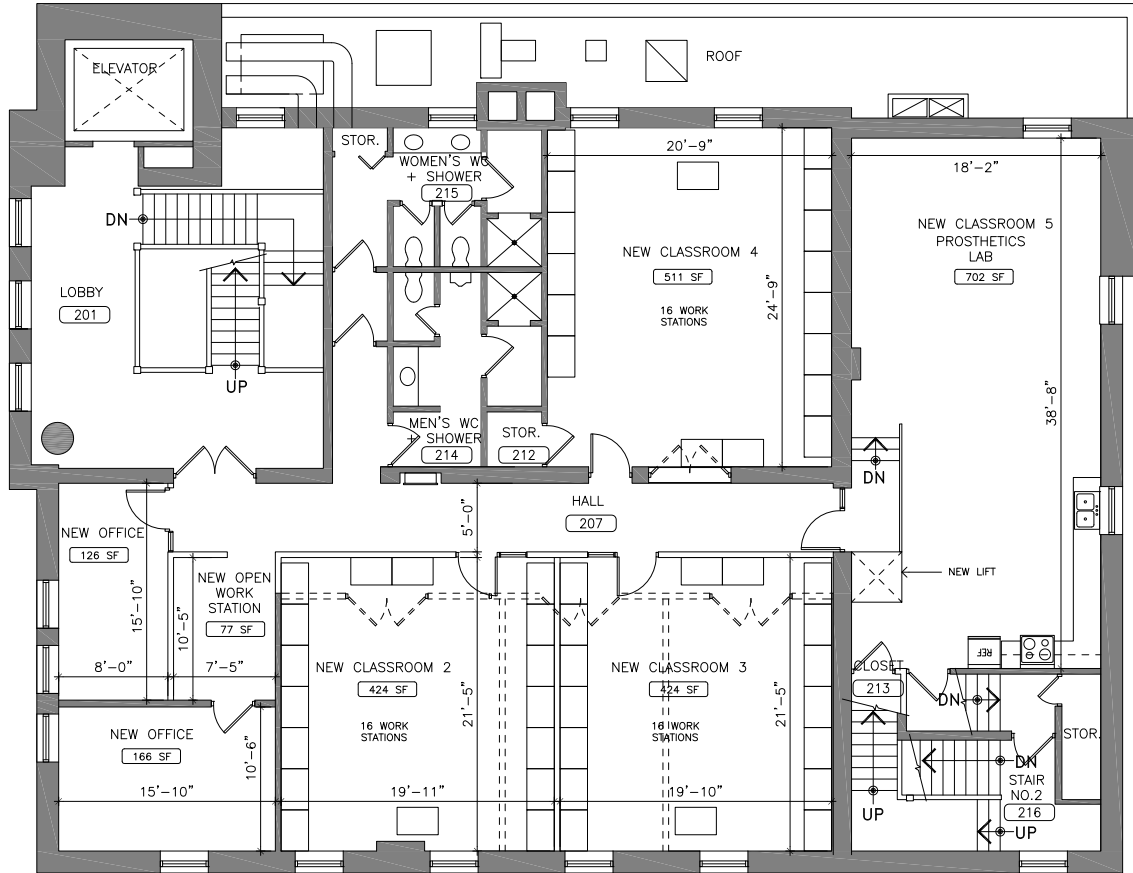 ELEVATOR
ROOF
STOR.
WOMEN'S WC
+ SHOWER
215
20'-9"
18'-2"
DN
NEW CLASSROOM 4
511 SF
16 WORK
STATIONS
24'-9"
NEW CLASSROOM 5
PROSTHETICS
LAB
702 SF
LOBBY
201
UP
38'-8"
MEN'S WC
+ SHOWER
214
STOR.
212
DN
HALL
207
5'-0"
NEW OFFICE
126 SF
15'-10"
8'-0"
NEW OPEN
WORK
STATION
77 SF
10'-5"
7'-5"
NEW LIFT
NEW CLASSROOM 2
424 SF
16 WORK
STATIONS
21'-5"
19'-11"
NEW CLASSROOM 3
424 SF
16 WORK
STATIONS
21'-5"
19'-10"
REF
CLOSET
213
DN
STOR.
NEW OFFICE
166 SF
10'-6"
15'-10"
DN
STAIR
NO.2
216
UP
UP